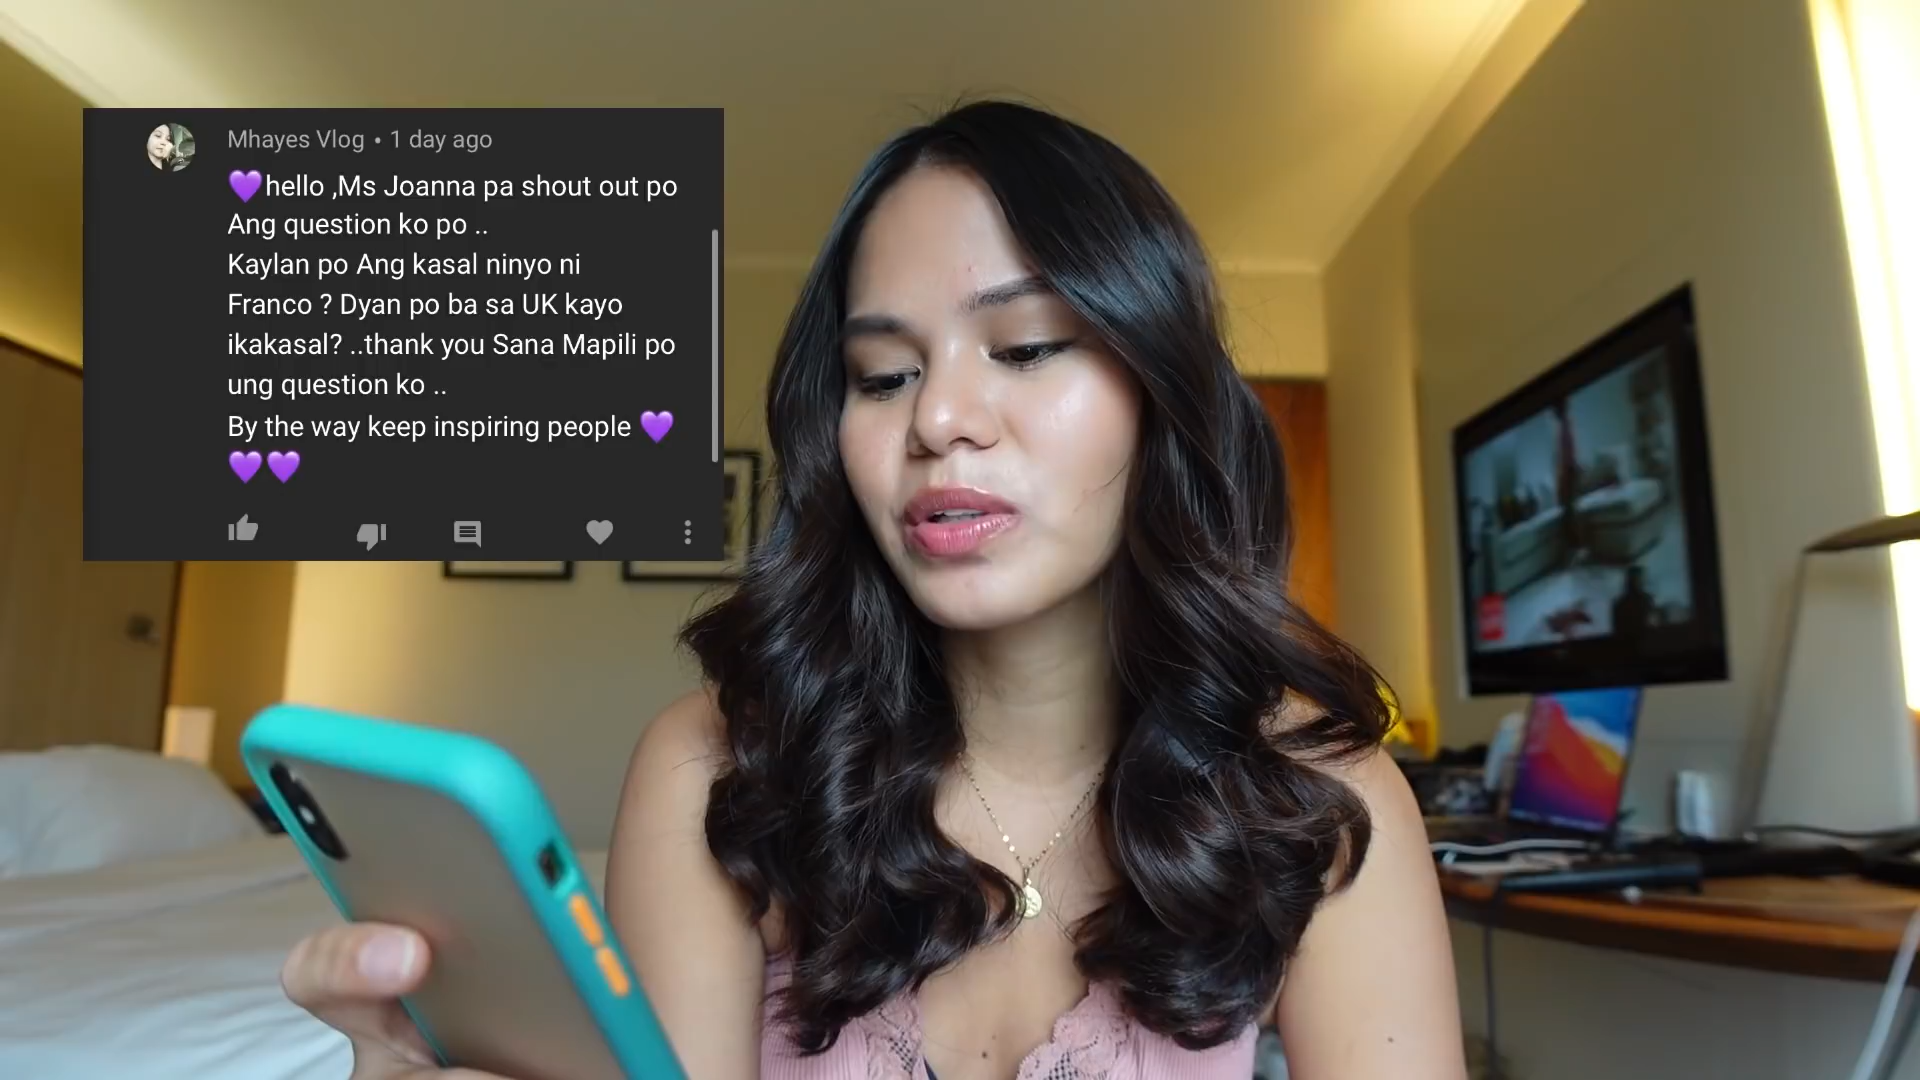 Mhayes Vlog • 1 day ago
💜hello ,Ms Joanna pa shout out po
Ang question ko po ..
Kaylan po Ang kasal ninyo ni
Franco ? Dyan po ba sa UK kayo
ikakasal? ..thank you Sana Mapili po
ung question ko ..
By the way keep inspiring people 💜
💜💜